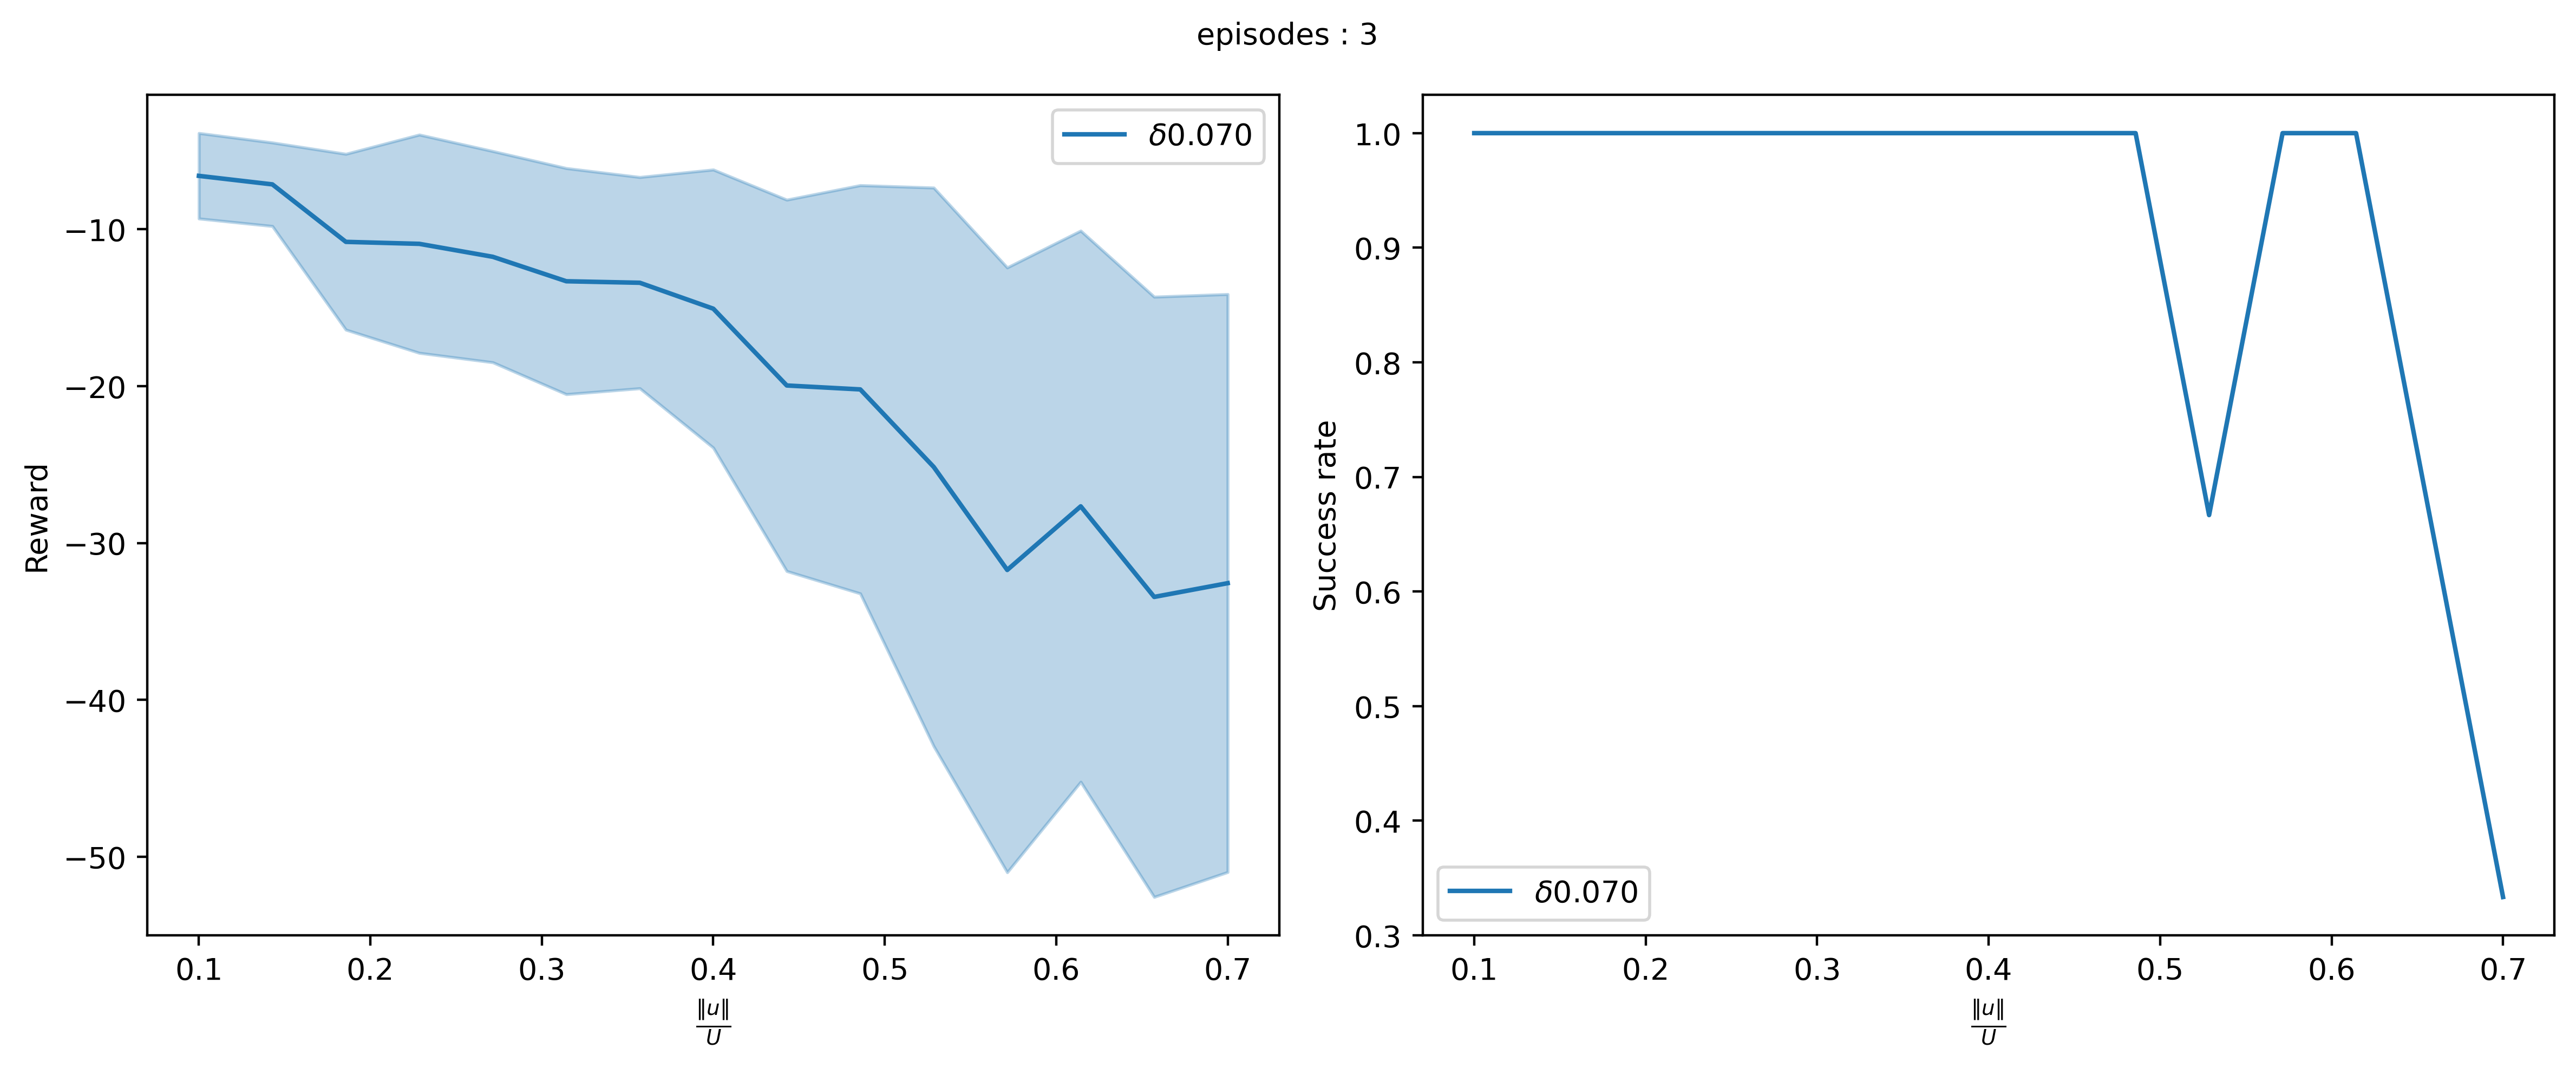 episodes : 3
Reward
−10
−20
−30
−40
−50
0.1 0.2 0.3 0.4 0.5 0.6 0.7
‖u‖
U
δ0.070
Success rate
1.0
0.9
0.8
0.7
0.6
0.5
0.4
0.3
0.1 0.2 0.3 0.4 0.5 0.6 0.7
‖u‖
U
δ0.070